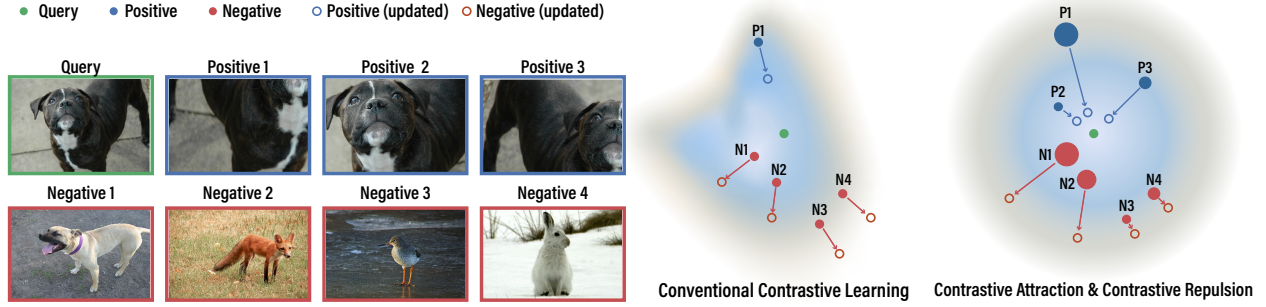 Query Positive Negative Positive (updated) Negative (updated)
Query Positive 1 Positive 2 Positive 3
Negative 1 Negative 2 Negative 3 Negative 4
P1
N1
N2
N4
N3
Conventional Contrastive Learning
P1
P3
P2
N1
N2
N4
N3
Contrastive Attraction & Contrastive Repulsion